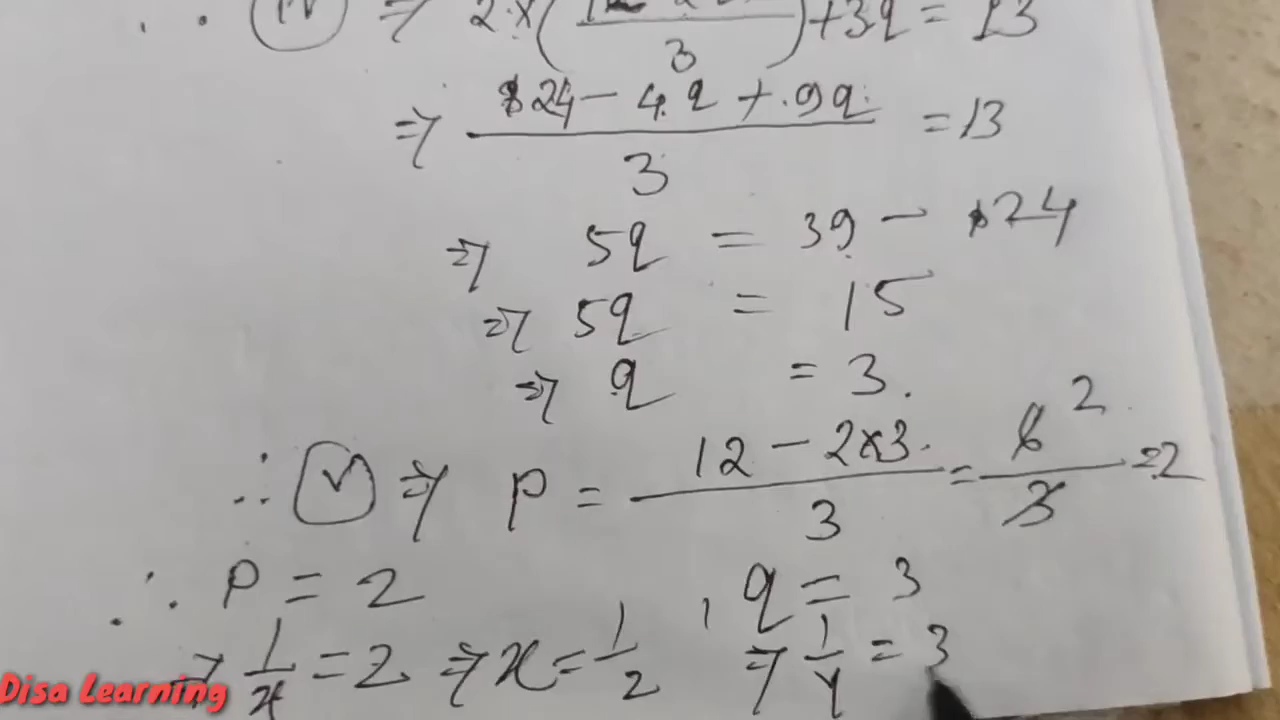 ∴ (IV) ⇒ 2×( /3)+3q = 13
⇒ (24 - 4q + 9q)/3 = 13
⇒ 5q = 39 - 24
⇒ 5q = 15
⇒ q = 3.
∴ (V) ⇒ P = (12 - 2×3)/3 = 6/3 2 = 2
∴ P = 2 , q = 3
⇒ 1/x = 2 ⇒ x = 1/2 ⇒ 1/y = 3
Disa Learning